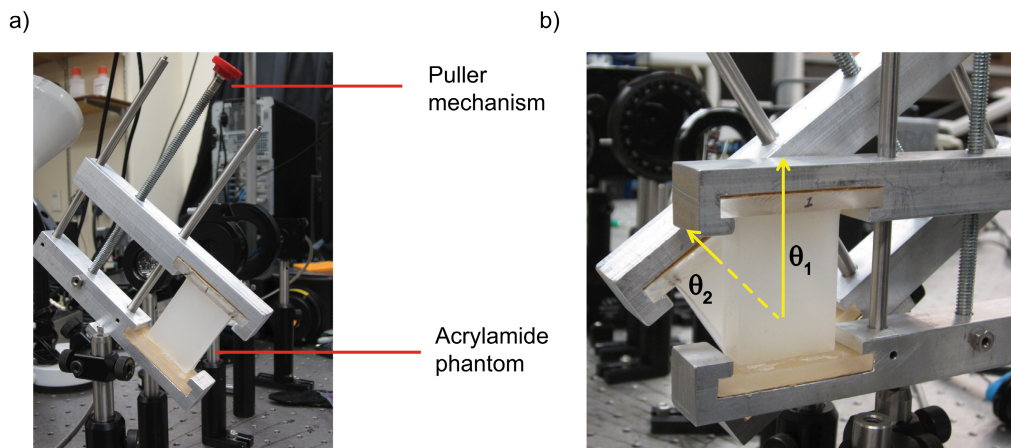 a)
Puller
mechanism
Acrylamide
phantom
b)
1
θ1
θ2